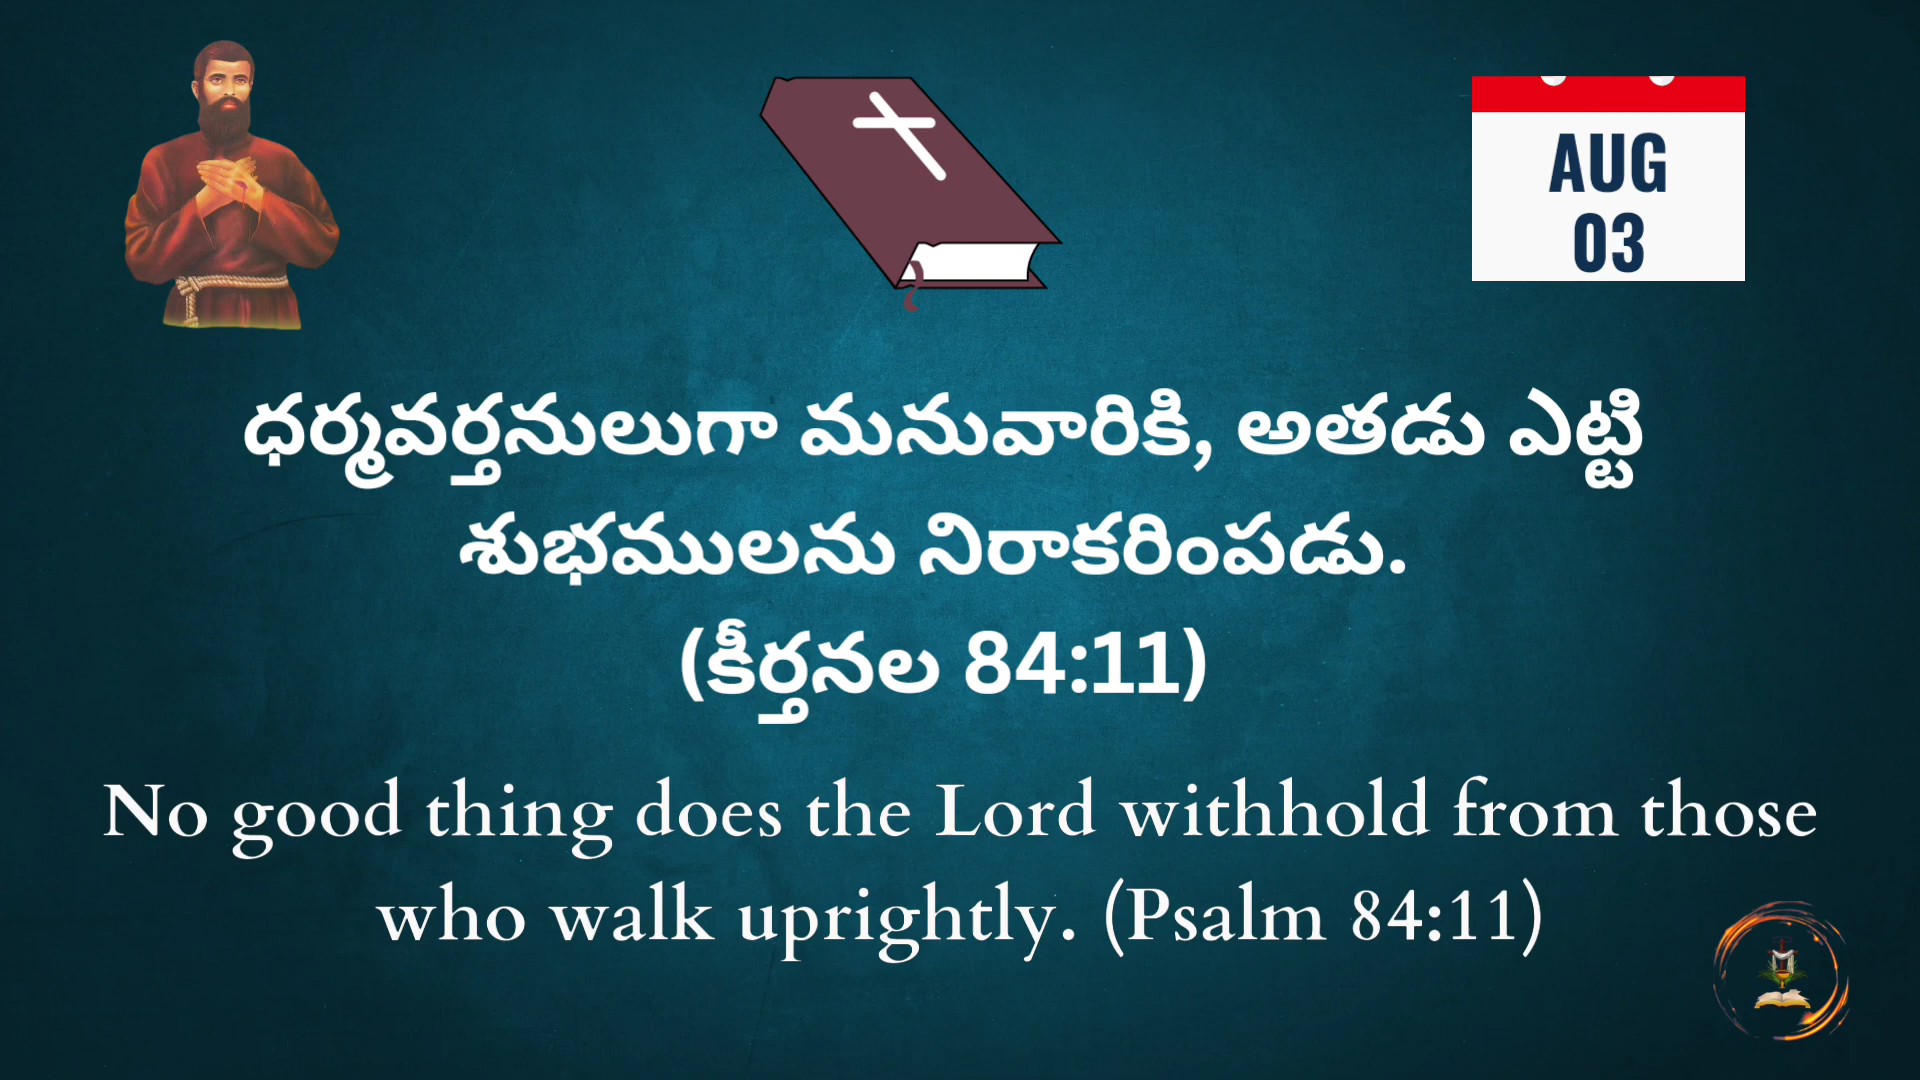 AUG
03
ధర్మవర్తనులుగా మనువారికి, అతడు ఎట్టి
శుభములను నిరాకరింపడు.
(కీర్తనల 84:11)
No good thing does the Lord withhold from those
who walk uprightly. (Psalm 84:11)